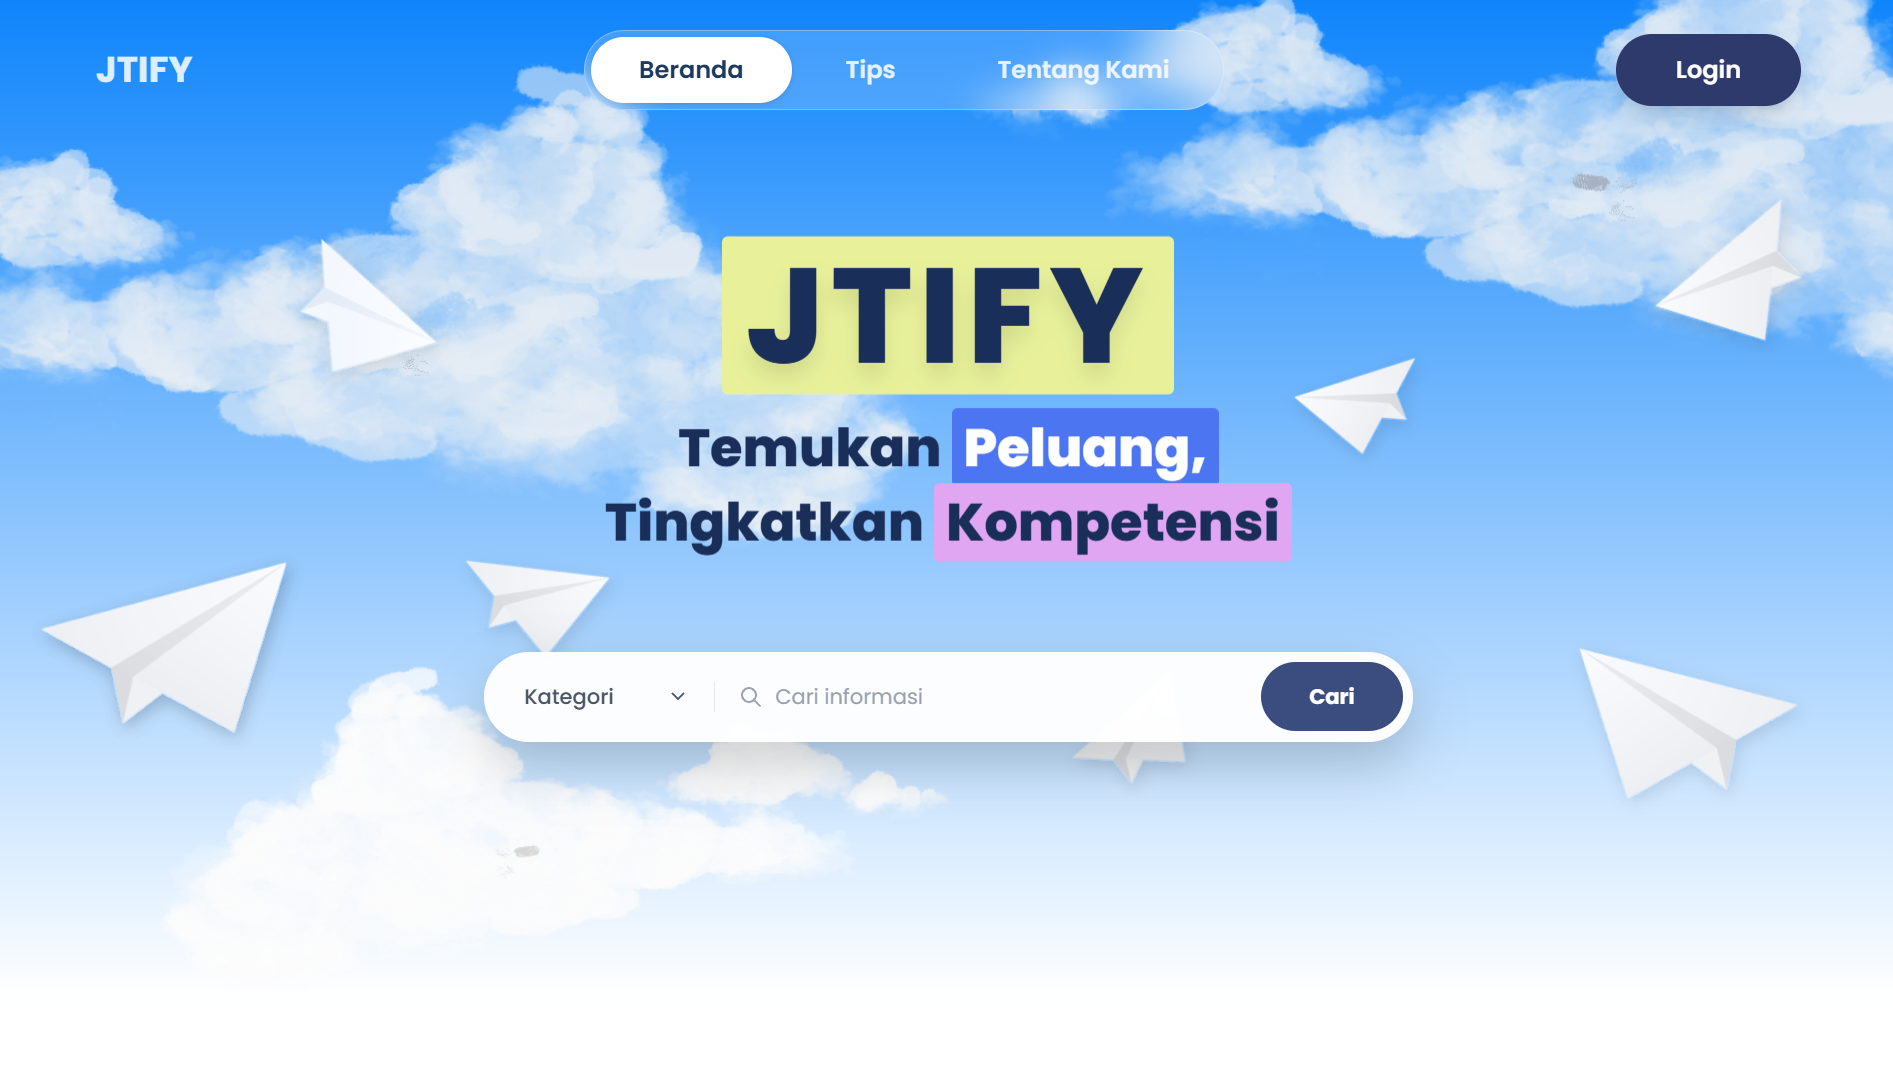 JTIFY
Beranda
Tips
Tentang Kami
Login
JTIFY
Temukan Peluang,
Tingkatkan Kompetensi
Kategori
Cari informasi
Cari